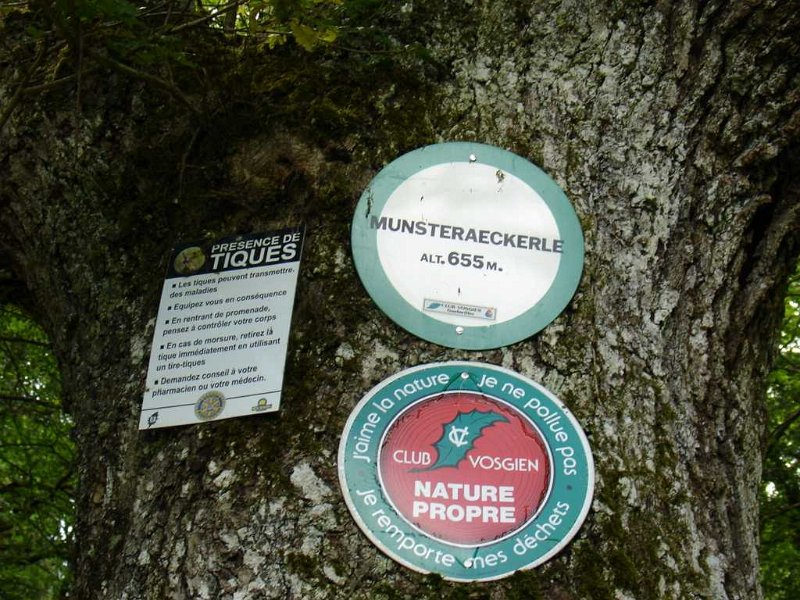 PRESENCE DE
TIQUES
■ Les tiques peuvent transmettre,
des maladies
■ Equipez vous en conséquence
■ En rentrant de promenade,
pensez à contrôler votre corps
■ En cas de morsure, retirez là
tique immédiatement en utilisant
un tire-tiques
■ Demandez conseil à votre
pharmacien ou votre médecin.
MUNSTERAECKERLE
ALT. 655 M.
CLUB VOSGIEN
J'aime la nature je ne pollue pas
CLUB VOSGIEN
NATURE
PROPRE
je remporte mes déchets